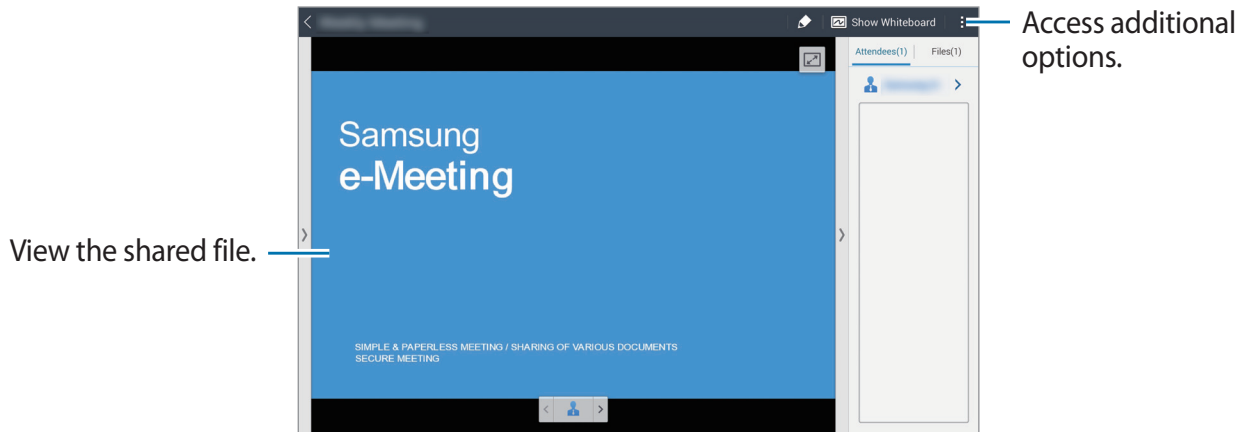 Show Whiteboard
Access additional
options.
Attendees(1)
Files(1)
Samsung
e-Meeting
View the shared file.
SIMPLE & PAPERLESS MEETING / SHARING OF VARIOUS DOCUMENTS
SECURE MEETING